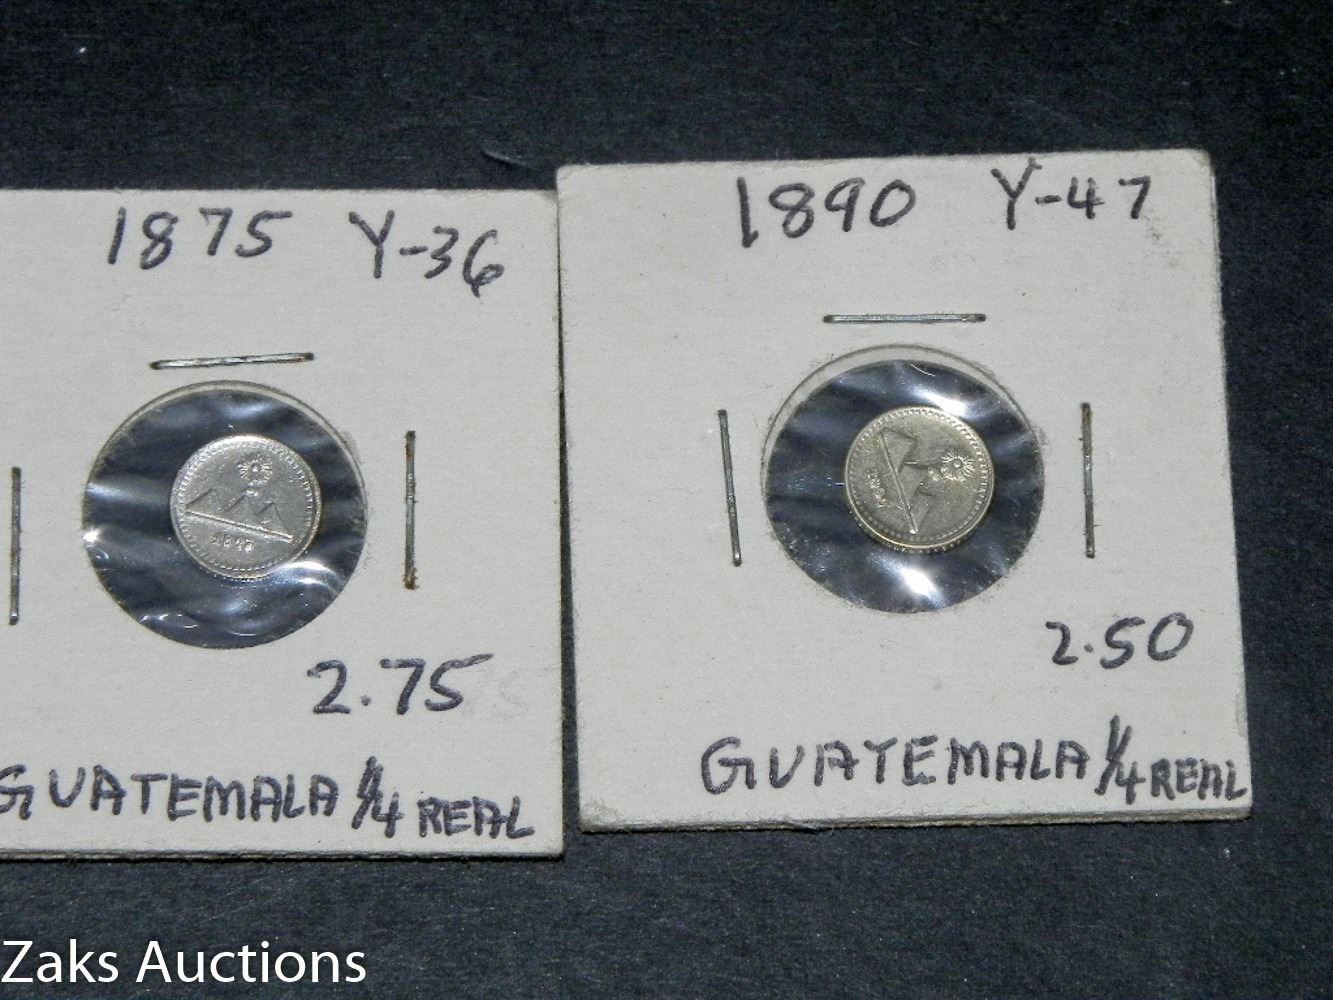 1875 Y-36
2.75
GUATEMALA 1/4 REAL
1890 Y-47
2.50
GUATEMALA 1/4 REAL
Zaks Auctions